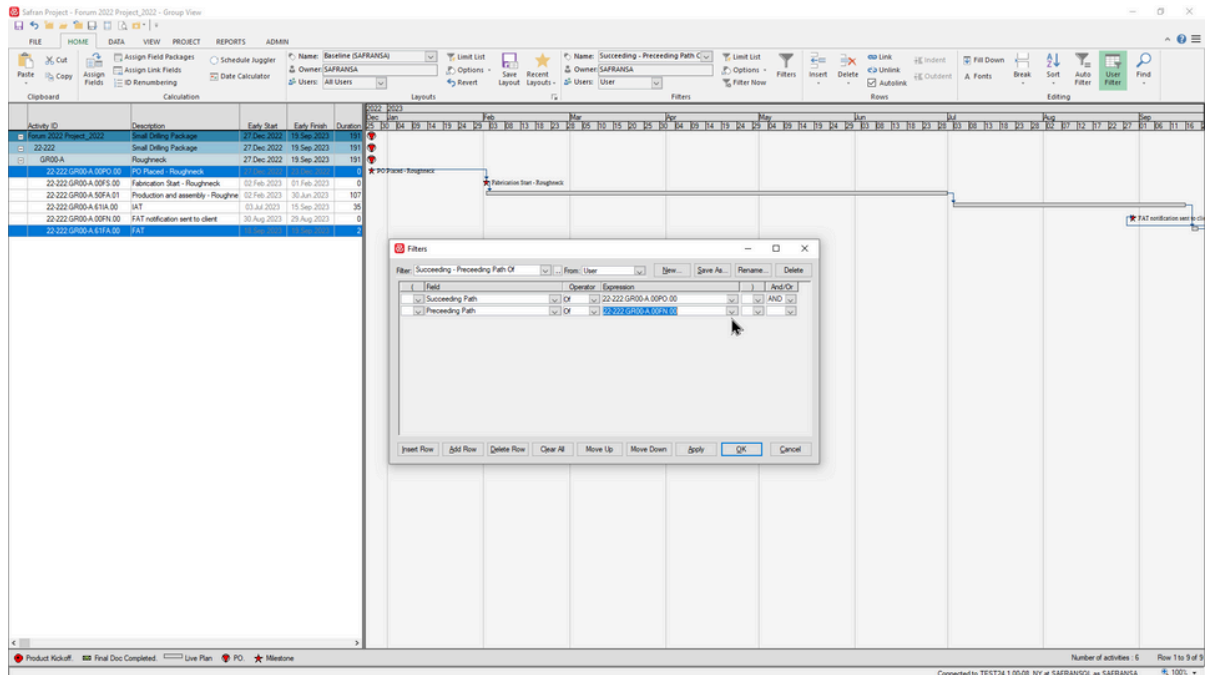 Safran Project - Forum 2022 Project_2022 - Group View
FILE HOME DATA VIEW PROJECT REPORTS ADMIN
Paste
Cut
Copy
Clipboard
Assign Fields
Assign Field Packages
Assign Link Fields
ID Renumbering
Schedule Juggler
Date Calculator
Calculation
Name: Baseline (SAFRANSA)
Owner: SAFRANSA
Users: All Users
Limit List
Options
Revert
Save Layout
Recent Layouts
Layouts
Name: Succeeding - Preceeding Path O
Owner: SAFRANSA
Users: User
Limit List
Options
Filter Now
Filters
Filters
Insert
Delete
Link
Unlink
Autolink
Indent
Outdent
Rows
Fill Down
A Fonts
Break
Sort
Auto Filter
User Filter
Find
Editing
2022 2023
Dec Jan Feb Mar Apr May Jun Jul Aug Sep
Activity ID Description Early Start Early Finish Duration
Forum 2022 Project_2022 Small Drilling Package 27.Dec.2022 19.Sep.2023 191
22-222 Small Drilling Package 27.Dec.2022 19.Sep.2023 191
GR00-A Roughneck 27.Dec.2022 19.Sep.2023 191
22-222.GR00-A.00PO.00 PO Placed - Roughneck 0
22-222.GR00-A.00FS.00 Fabrication Start - Roughneck 02.Feb.2023 01.Feb.2023 0
22-222.GR00-A.50FA.01 Production and assembly - Roughne 02.Feb.2023 30.Jun.2023 107
22-222.GR00-A.61IA.00 IAT 03.Jul.2023 15.Sep.2023 35
22-222.GR00-A.00FN.00 FAT notification sent to client 30.Aug.2023 29.Aug.2023 0
22-222.GR00-A.61FA.00 FAT 2
PO Placed - Roughneck
Fabrication Start - Roughneck
FAT notification sent to clie
Filters
Filter: Succeeding - Preceeding Path Of ... From: User New... Save As... Rename... Delete
( Field Operator Expression ) And/Or
Succeeding Path Of 22-222.GR00-A.00PO.00 AND
Preceeding Path Of 22-222.GR00-A.00FN.00
Insert Row Add Row Delete Row Clear All Move Up Move Down Apply OK Cancel
Product Kickoff. Final Doc Completed. Live Plan PO. Milestone
Number of activities : 6 Row 1 to 9 of 9
100%